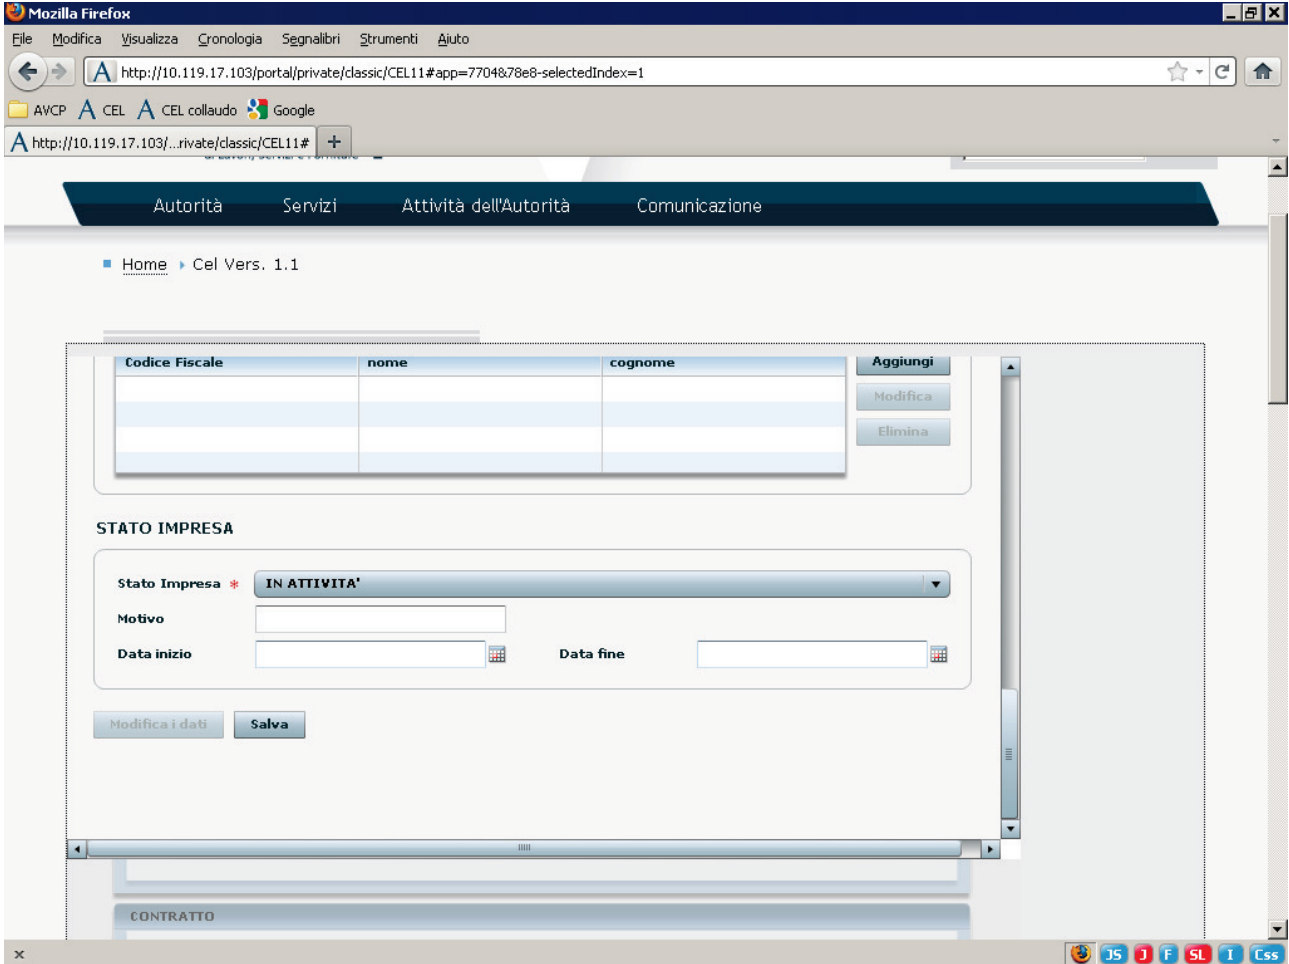 Mozilla Firefox
File Modifica Visualizza Cronologia Segnalibri Strumenti Aiuto
http://10.119.17.103/portal/private/classic/CEL11#app=7704&78e8-selectedIndex=1
AVCP CEL CEL collaudo Google
http://10.119.17.103/...rivate/classic/CEL11#
Autorità Servizi Attività dell'Autorità Comunicazione
Home Cel Vers. 1.1
Codice Fiscale nome cognome Aggiungi
Modifica
Elimina
STATO IMPRESA
Stato Impresa * IN ATTIVITA'
Motivo
Data inizio Data fine
Modifica i dati Salva
CONTRATTO
x JS J F SL I Css